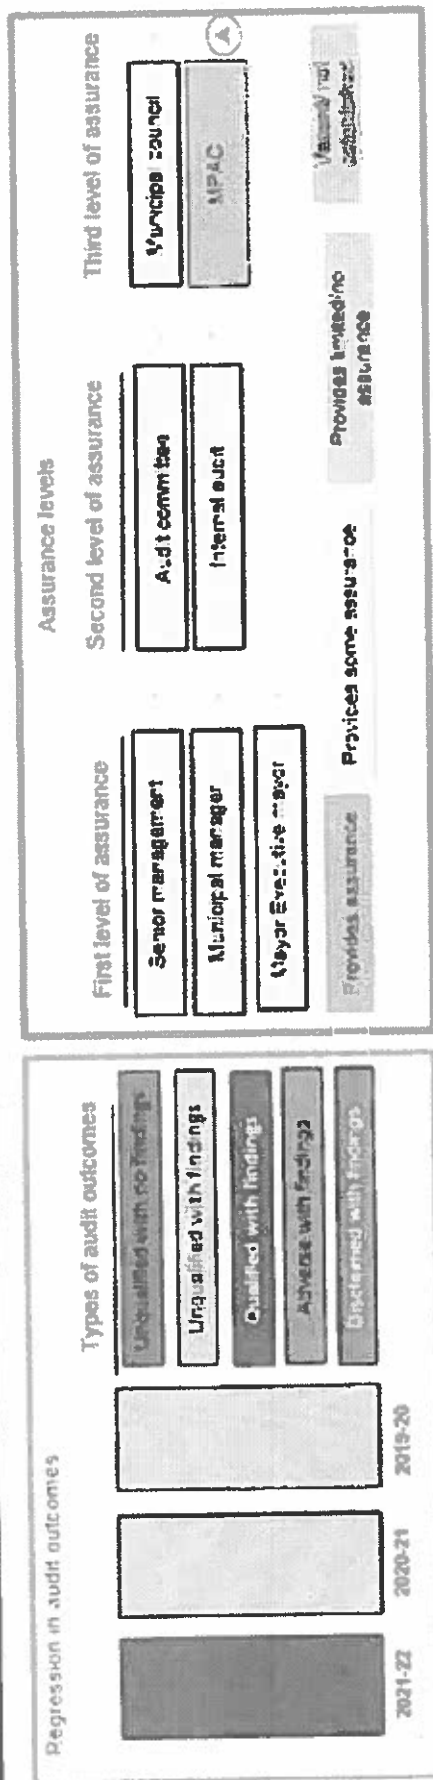 Regression in audit outcomes
2021-22
2020-21
2019-20
Types of audit outcomes
Unqualified with no findings
Unqualified with findings
Qualified with findings
Adverse with findings
Disclaimed with findings
Assurance levels
First level of assurance
Senior management
Municipal manager
Mayor Executive mayor
Second level of assurance
Audit committee
Internal audit
Third level of assurance
Municipal council
MPAC
A
Provides assurance
Provides some assurance
Provides limited/no
assurance
Vacant/not